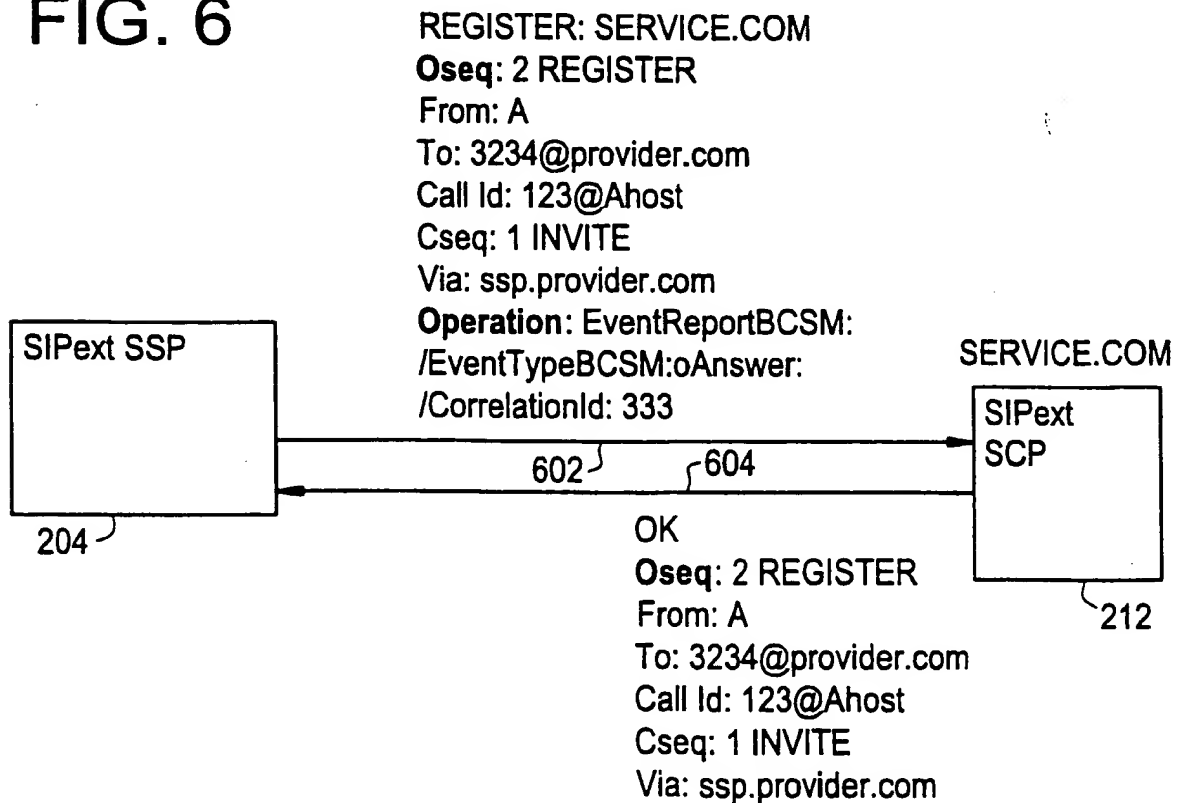 FIG. 6
REGISTER: SERVICE.COM
Oseq: 2 REGISTER
From: A
To: 3234@provider.com
Call Id: 123@Ahost
Cseq: 1 INVITE
Via: ssp.provider.com
Operation: EventReportBCSM:
/EventTypeBCSM:oAnswer:
/CorrelationId: 333
SIPext SSP
SERVICE.COM
SIPext
SCP
602
604
204
212
OK
Oseq: 2 REGISTER
From: A
To: 3234@provider.com
Call Id: 123@Ahost
Cseq: 1 INVITE
Via: ssp.provider.com